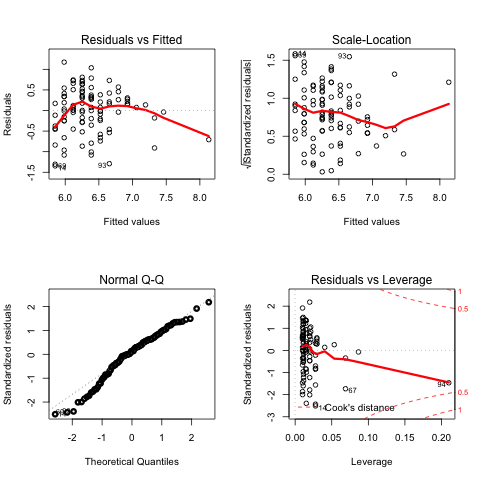 Residuals vs Fitted
Residuals
0.5
-0.5
-1.5
93
14
6.0 6.5 7.0 7.5 8.0
Fitted values
Scale-Location
√|Standardized residuals|
1.5
1.0
0.5
0.0
93
6.0 6.5 7.0 7.5 8.0
Fitted values
Normal Q-Q
Standardized residuals
2
1
0
-1
-2
-2 -1 0 1 2
Theoretical Quantiles
Residuals vs Leverage
Standardized residuals
2
1
0
-1
-2
-3
1
0.5
0.5
1
67
94
14
Cook's distance
0.00 0.05 0.10 0.15 0.20
Leverage